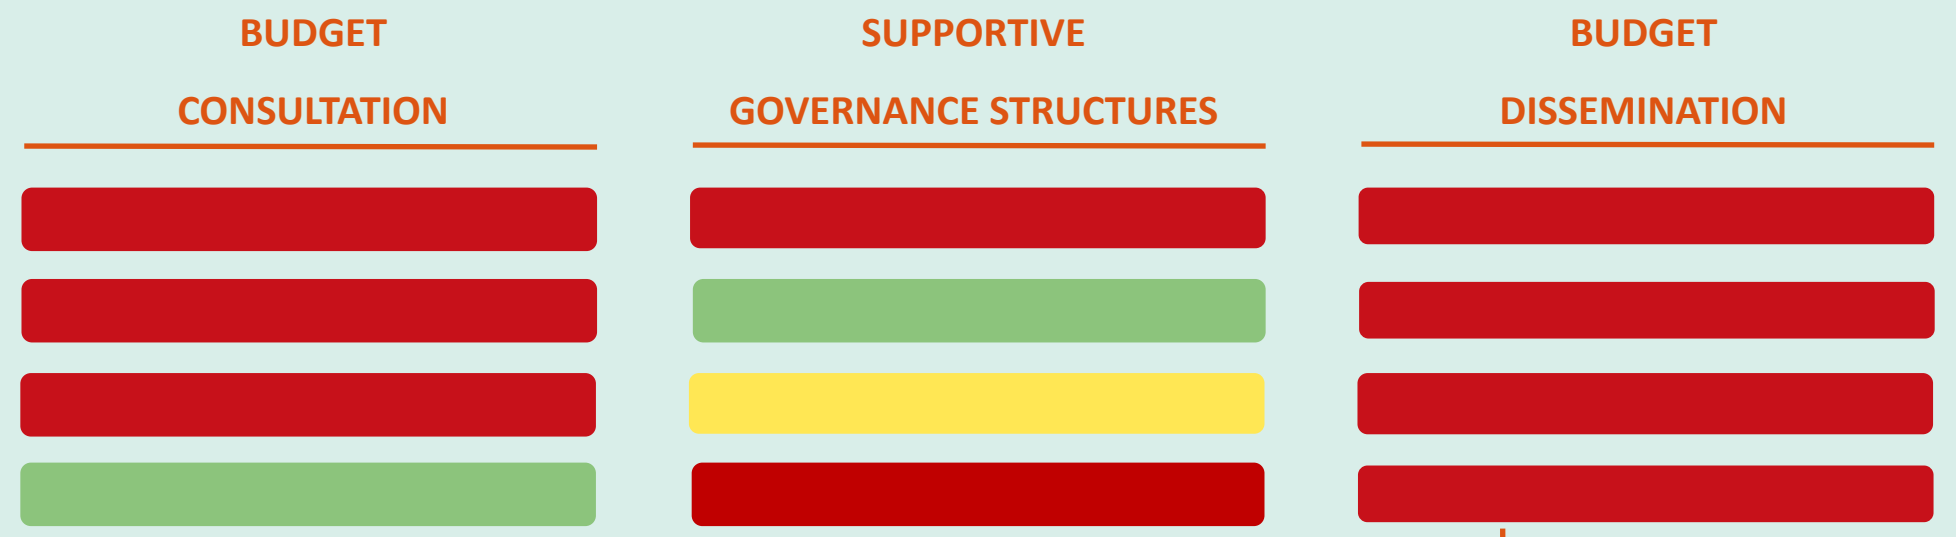 BUDGET
CONSULTATION
SUPPORTIVE
GOVERNANCE STRUCTURES
BUDGET
DISSEMINATION